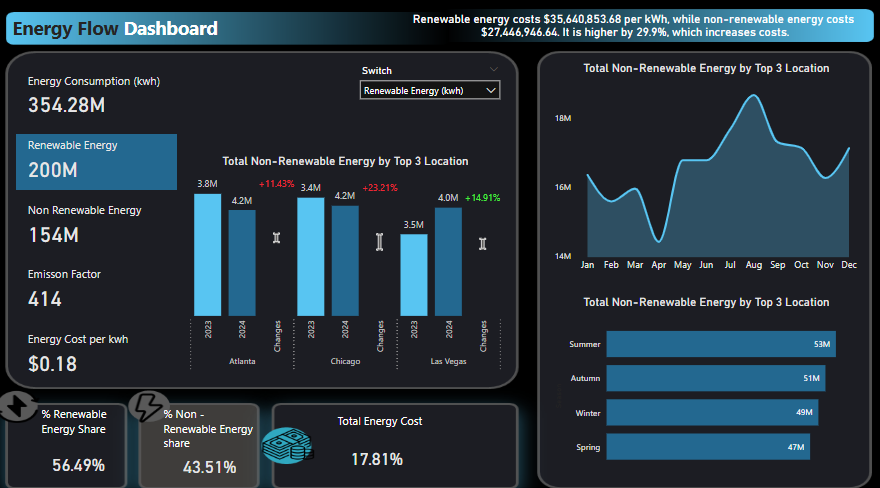 Energy Flow Dashboard
Renewable energy costs $35,640,853.68 per kWh, while non-renewable energy costs
$27,446,946.64. It is higher by 29.9%, which increases costs.
Energy Consumption (kwh)
354.28M
Renewable Energy
200M
Non Renewable Energy
154M
Emisson Factor
414
Energy Cost per kwh
$0.18
Switch
Renewable Energy (kwh)
Total Non-Renewable Energy by Top 3 Location
3.8M
4.2M
+11.43%
3.4M
4.2M
+23.21%
3.5M
4.0M
+14.91%
2023
2024
Changes
2023
2024
Changes
2023
2024
Changes
Atlanta
Chicago
Las Vegas
% Renewable
Energy Share
56.49%
% Non -
Renewable Energy
share
43.51%
Total Energy Cost
17.81%
Total Non-Renewable Energy by Top 3 Location
18M
16M
14M
Jan Feb Mar Apr May Jun Jul Aug Sep Oct Nov Dec
Total Non-Renewable Energy by Top 3 Location
Summer 53M
Autumn 51M
Winter 49M
Spring 47M